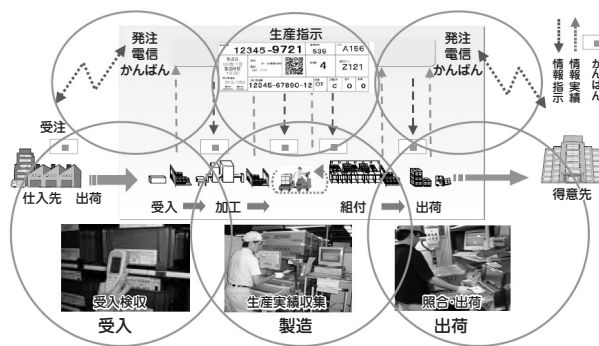 発注
電信
かんばん
生産指示
12345-9721
539
A156
4
Z121
12345-67890-12
OT
C
0
0
発注
電信
かんばん
情報指示
情報実績
かんばん
受注
仕入先
出荷
受入
加工
組付
出荷
得意先
受入検収
生産実績収集
照合・出荷
受入
製造
出荷